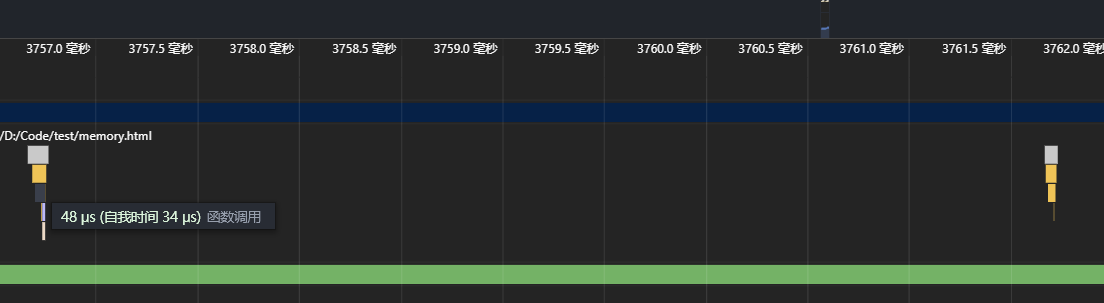 3757.0 毫秒 3757.5 毫秒 3758.0 毫秒 3758.5 毫秒 3759.0 毫秒 3759.5 毫秒 3760.0 毫秒 3760.5 毫秒 3761.0 毫秒 3761.5 毫秒 3762.0 毫秒
/D:/Code/test/memory.html
48 μs (自我时间 34 μs) 函数调用